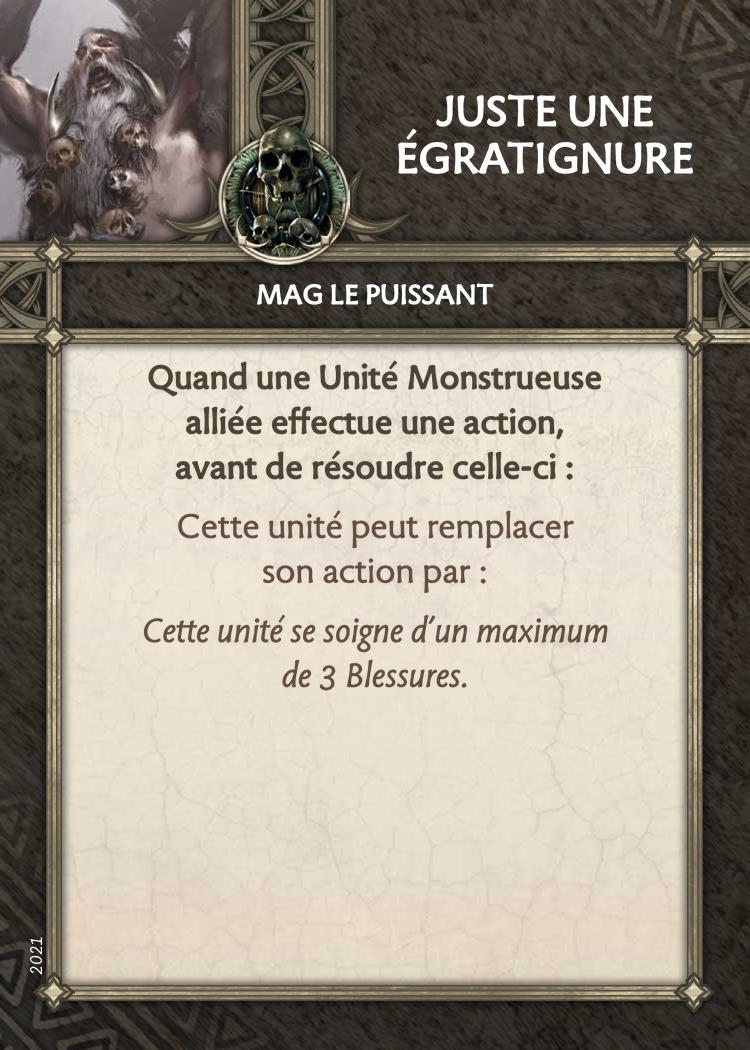 JUSTE UNE
ÉGRATIGNURE
MAG LE PUISSANT
Quand une Unité Monstrueuse
alliée effectue une action,
avant de résoudre celle-ci :
Cette unité peut remplacer
son action par :
Cette unité se soigne d'un maximum
de 3 Blessures.
2021